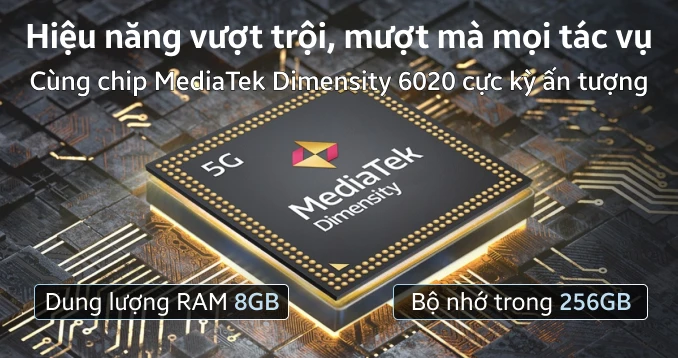 Hiệu năng vượt trội, mượt mà mọi tác vụ
Cùng chip MediaTek Dimensity 6020 cực kỳ ấn tượng
5G
MediaTek
Dimensity
Dung lượng RAM 8GB
Bộ nhớ trong 256GB